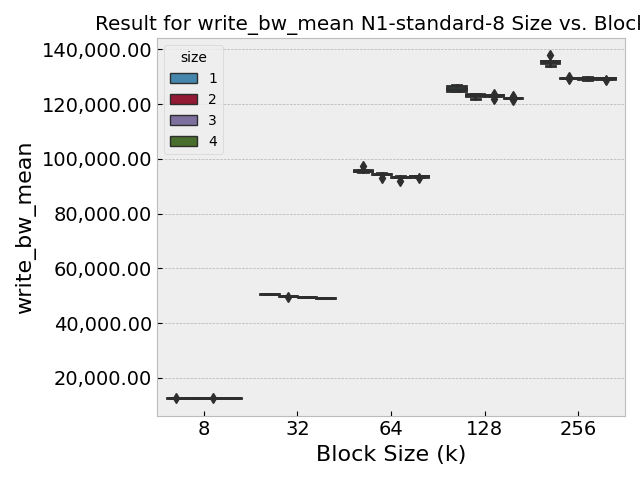 Result for write_bw_mean N1-standard-8 Size vs. Block
140,000.00
120,000.00
100,000.00
80,000.00
60,000.00
40,000.00
20,000.00
write_bw_mean
size
1
2
3
4
8 32 64 128 256
Block Size (k)